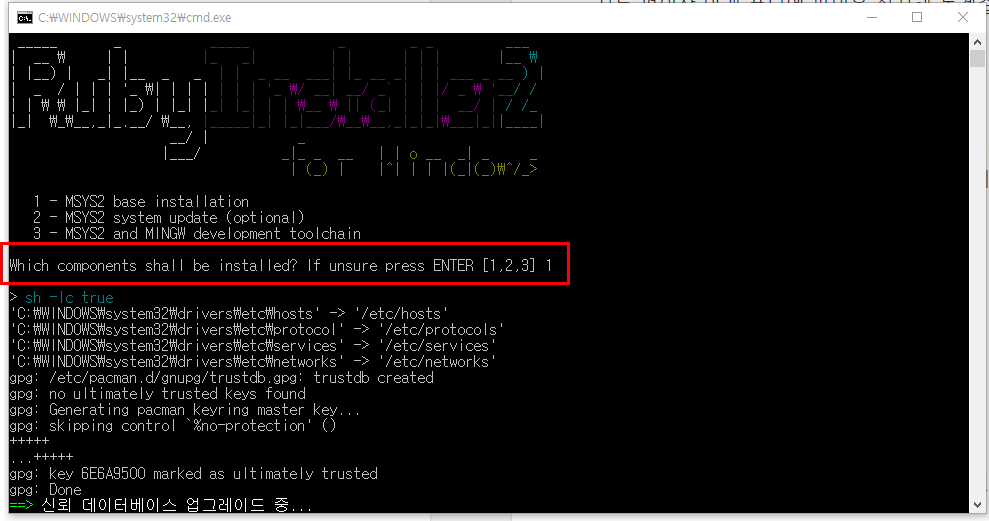 C:₩WINDOWS₩system32₩cmd.exe
RubyInstaller2
for Windows
1 - MSYS2 base installation
2 - MSYS2 system update (optional)
3 - MSYS2 and MINGW development toolchain
Which components shall be installed? If unsure press ENTER [1,2,3] 1
> sh -lc true
'C:₩WINDOWS₩system32₩drivers₩etc₩hosts' -> '/etc/hosts'
'C:₩WINDOWS₩system32₩drivers₩etc₩protocol' -> '/etc/protocols'
'C:₩WINDOWS₩system32₩drivers₩etc₩services' -> '/etc/services'
'C:₩WINDOWS₩system32₩drivers₩etc₩networks' -> '/etc/networks'
gpg: /etc/pacman.d/gnupg/trustdb.gpg: trustdb created
gpg: no ultimately trusted keys found
gpg: Generating pacman keyring master key...
gpg: skipping control `%no-protection' ()
+++++
...+++++
gpg: key 6E6A9500 marked as ultimately trusted
gpg: Done
==> 신뢰 데이터베이스 업그레이드 중...